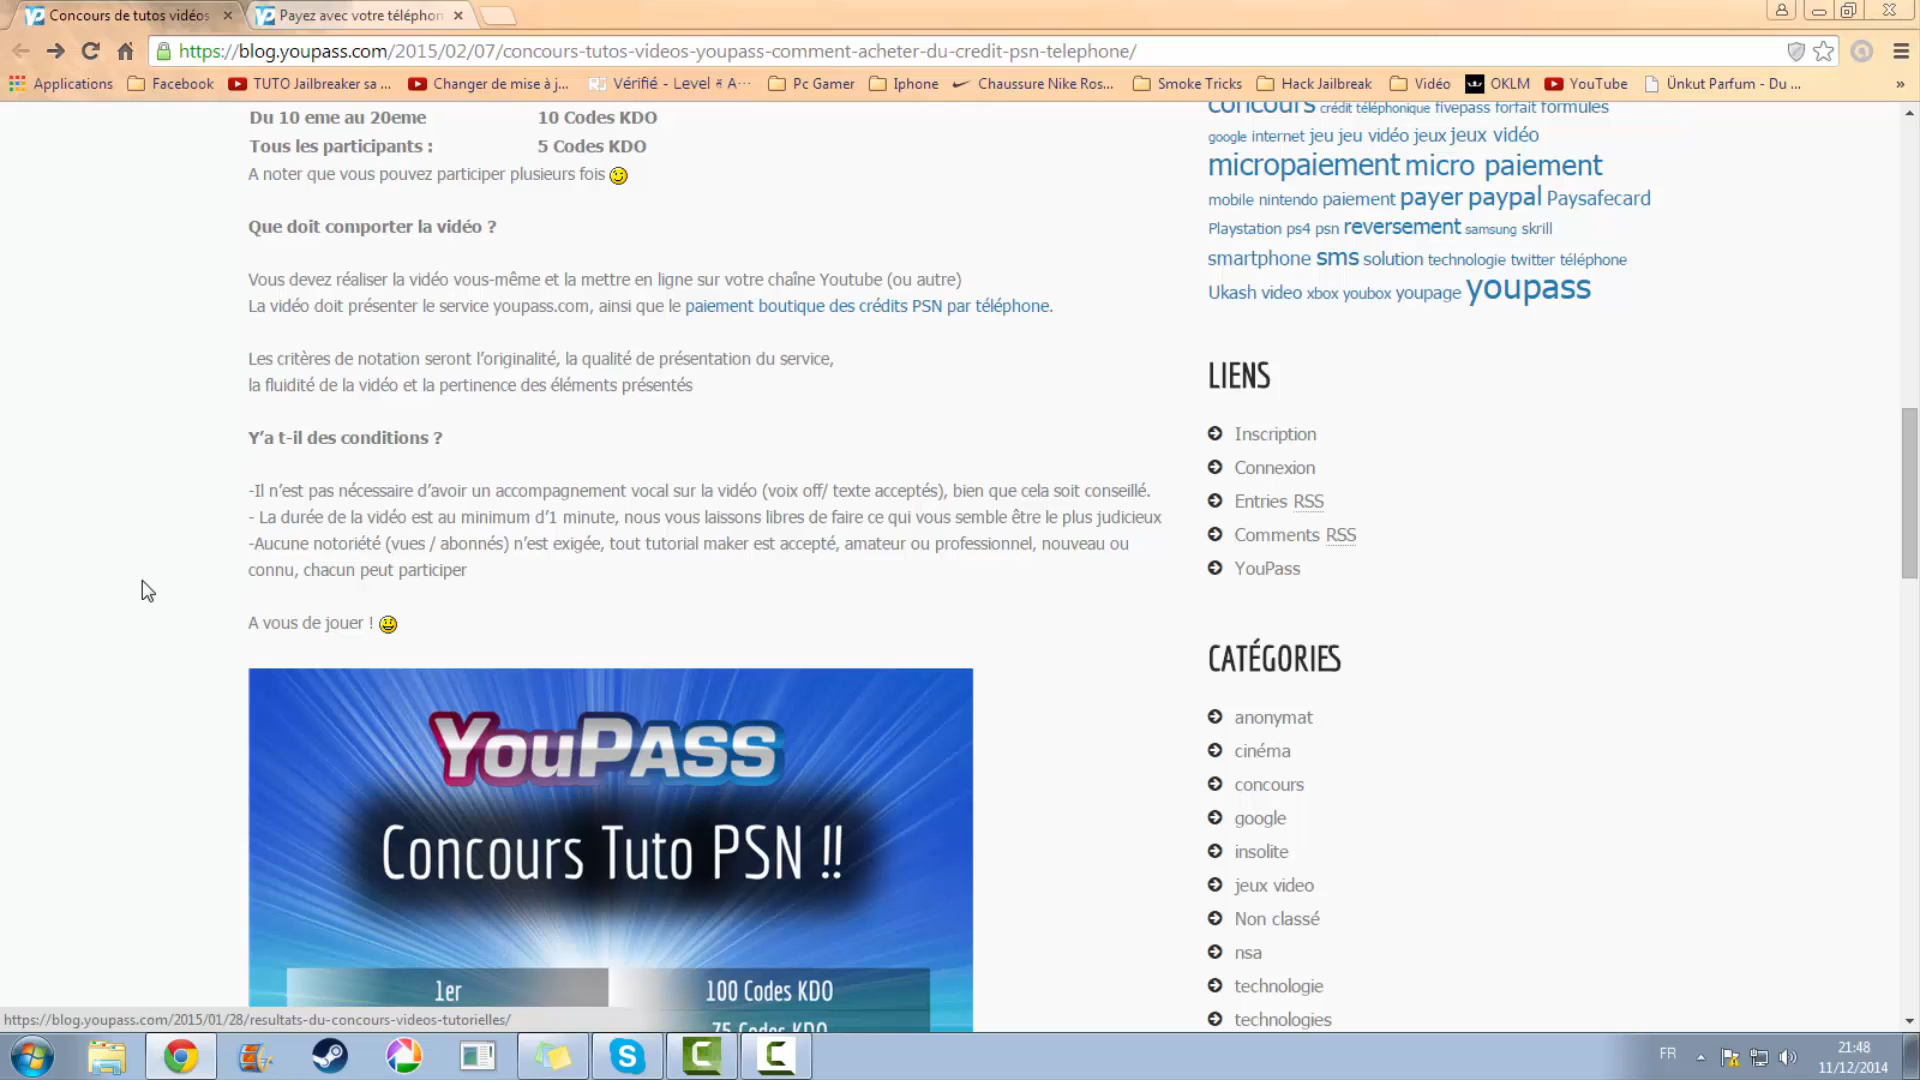 Concours de tutos vidéos
Payez avec votre téléphon
https://blog.youpass.com/2015/02/07/concours-tutos-videos-youpass-comment-acheter-du-credit-psn-telephone/
Applications
Facebook
TUTO Jailbreaker sa ...
Changer de mise à j...
Pc Gamer
Iphone
Chaussure Nike Ros...
Smoke Tricks
Hack Jailbreak
Vidéo
OKLM
YouTube
Ünkut Parfum - Du ...
»
Du 10 eme au 20eme 10 Codes KDO
Tous les participants : 5 Codes KDO
A noter que vous pouvez participer plusieurs fois
Que doit comporter la vidéo ?
Vous devez réaliser la vidéo vous-même et la mettre en ligne sur votre chaîne Youtube (ou autre)
La vidéo doit présenter le service youpass.com, ainsi que le paiement boutique des crédits PSN par téléphone.
Les critères de notation seront l'originalité, la qualité de présentation du service,
la fluidité de la vidéo et la pertinence des éléments présentés
Y'a t-il des conditions ?
-Il n'est pas nécessaire d'avoir un accompagnement vocal sur la vidéo (voix off/ texte acceptés), bien que cela soit conseillé.
- La durée de la vidéo est au minimum d'1 minute, nous vous laissons libres de faire ce qui vous semble être le plus judicieux
-Aucune notoriété (vues / abonnés) n'est exigée, tout tutorial maker est accepté, amateur ou professionnel, nouveau ou
connu, chacun peut participer
A vous de jouer !
YouPass
Concours Tuto PSN !!
1er 100 Codes KDO
75 Codes KDO
concours crédit téléphonique fivepass forfait formules
google internet jeu jeu vidéo jeux jeux vidéo
micropaiement micro paiement
mobile nintendo paiement payer paypal Paysafecard
Playstation ps4 psn reversement samsung skrill
smartphone sms solution technologie twitter téléphone
Ukash video xbox youbox youpage youpass
LIENS
Inscription
Connexion
Entries RSS
Comments RSS
YouPass
CATÉGORIES
anonymat
cinéma
concours
google
insolite
jeux video
Non classé
nsa
technologie
technologies
https://blog.youpass.com/2015/01/28/resultats-du-concours-videos-tutorielles/
FR
21:48
11/12/2014